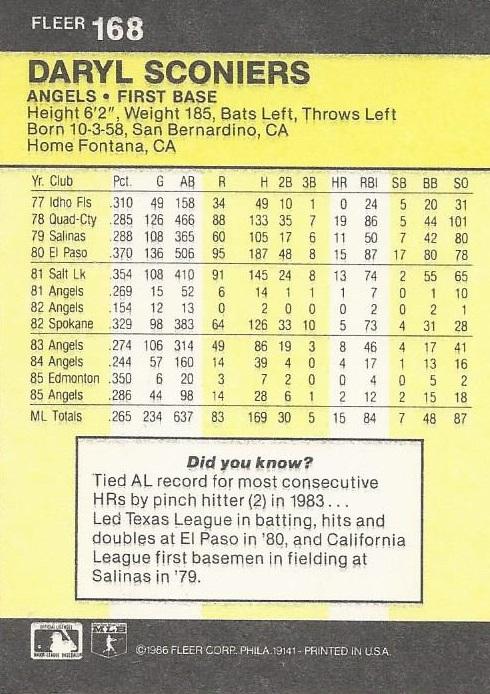 FLEER 168
DARYL SCONIERS
ANGELS • FIRST BASE
Height 6'2", Weight 185, Bats Left, Throws Left
Born 10-3-58, San Bernardino, CA
Home Fontana, CA
Yr. Club Pct. G AB R H 2B 3B HR RBI SB BB SO
77 Idho Fls .310 49 158 34 49 10 1 0 24 5 20 31
78 Quad-Cty .285 126 466 88 133 35 7 19 86 5 44 101
79 Salinas .288 108 365 60 105 17 6 11 50 7 42 80
80 El Paso .370 136 506 95 187 48 8 15 87 17 80 78
81 Salt Lk .354 108 410 91 145 24 8 13 74 2 55 65
81 Angels .269 15 52 6 14 1 1 1 7 0 1 10
82 Angels .154 12 13 0 2 0 0 0 2 0 2 1
82 Spokane .329 98 383 64 126 33 10 5 73 4 31 28
83 Angels .274 106 314 49 86 19 3 8 46 4 17 41
84 Angels .244 57 160 14 39 4 0 4 17 1 13 16
85 Edmonton .350 6 20 3 7 2 0 0 4 0 5 2
85 Angels .286 44 98 14 28 6 1 2 12 2 15 18
ML Totals .265 234 637 83 169 30 5 15 84 7 48 87
Did you know?
Tied AL record for most consecutive
HRs by pinch hitter (2) in 1983 . . .
Led Texas League in batting, hits and
doubles at El Paso in '80, and California
League first basemen in fielding at
Salinas in '79.
©1986 FLEER CORP. PHILA. 19141 - PRINTED IN U.S.A.